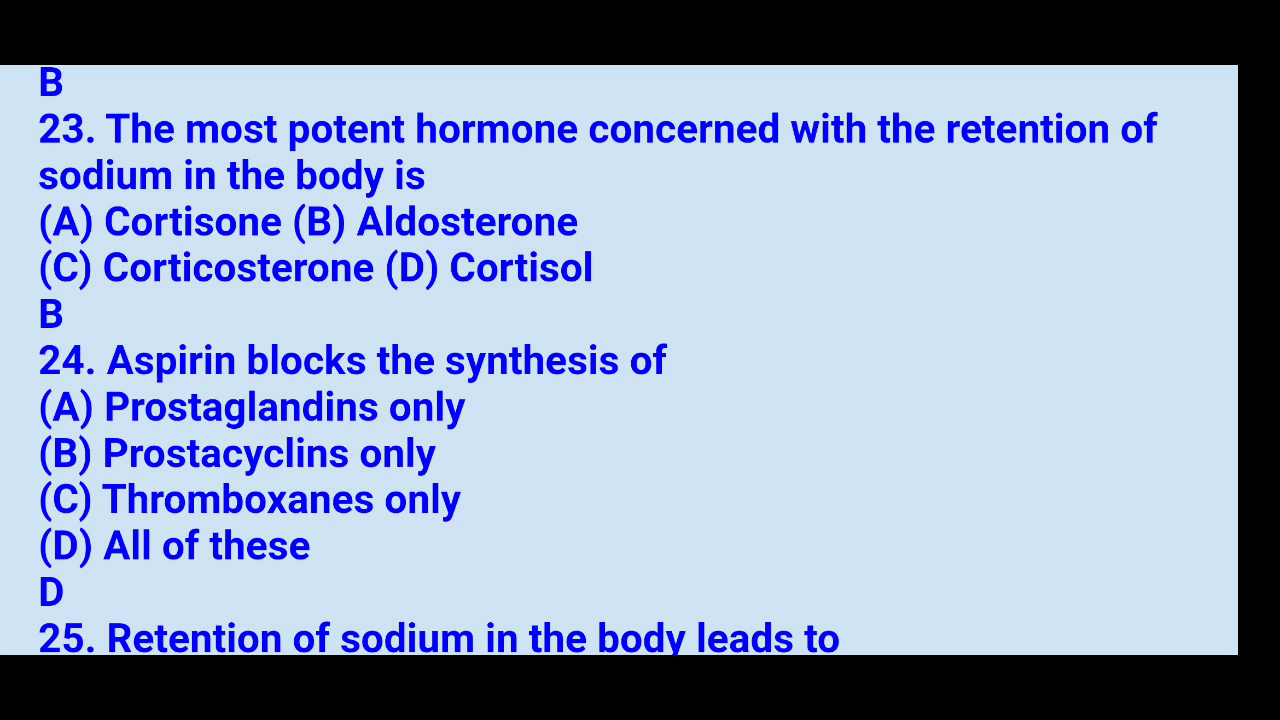 B
23. The most potent hormone concerned with the retention of
sodium in the body is
(A) Cortisone (B) Aldosterone
(C) Corticosterone (D) Cortisol
B
24. Aspirin blocks the synthesis of
(A) Prostaglandins only
(B) Prostacyclins only
(C) Thromboxanes only
(D) All of these
D
25. Retention of sodium in the body leads to